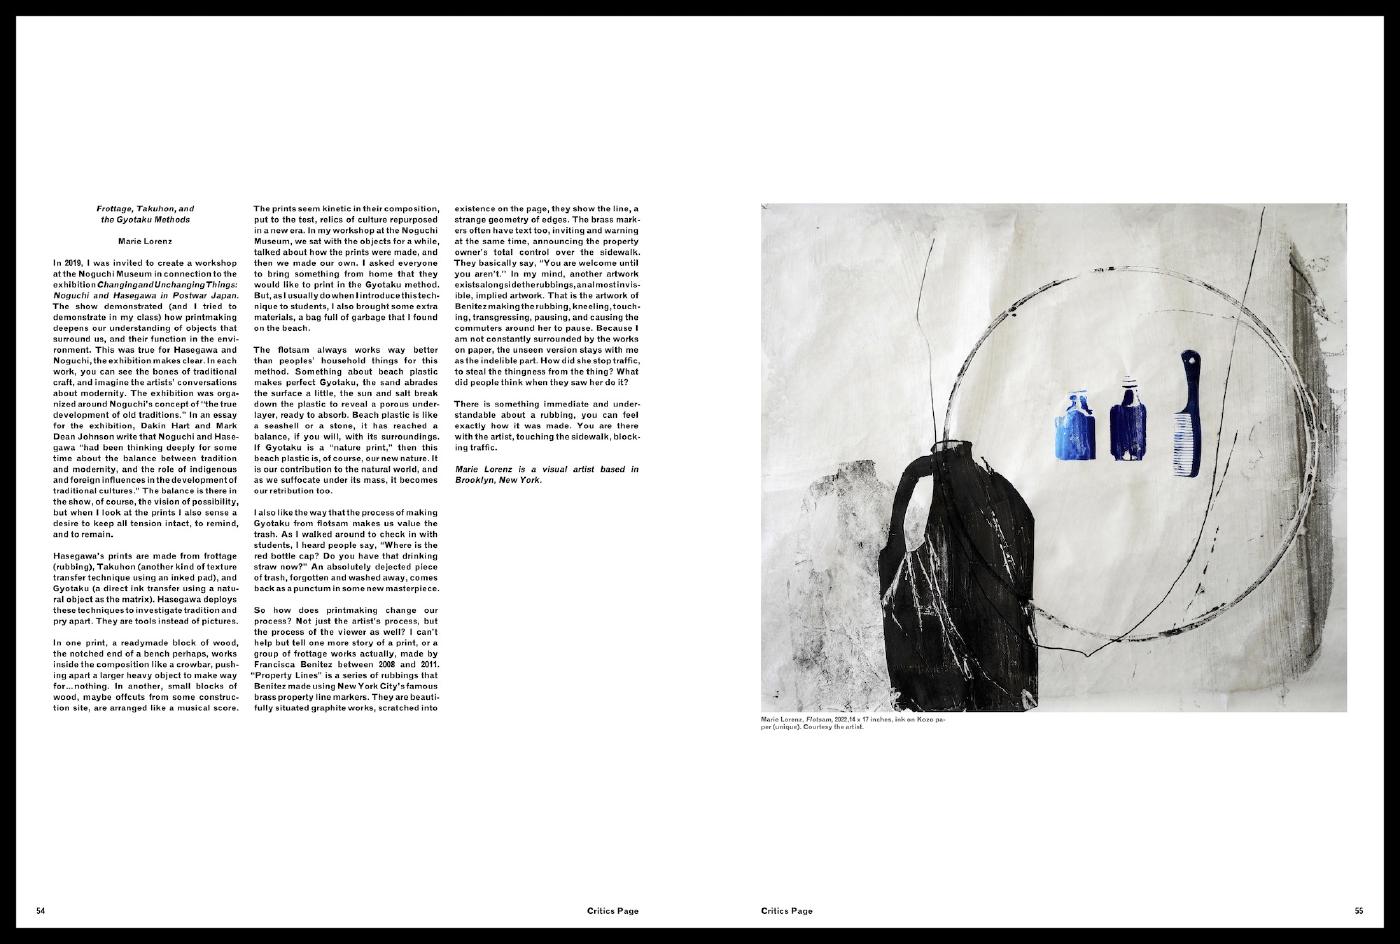 Frottage, Takuhon, and
the Gyotaku Methods
Marie Lorenz
In 2019, I was invited to create a workshop
at the Noguchi Museum in connection to the
exhibition Changing and Unchanging Things:
Noguchi and Hasegawa in Postwar Japan.
The show demonstrated (and I tried to
demonstrate in my class) how printmaking
deepens our understanding of objects that
surround us, and their function in the envi-
ronment. This was true for Hasegawa and
Noguchi, the exhibition makes clear. In each
work, you can see the bones of traditional
craft, and imagine the artists' conversations
about modernity. The exhibition was orga-
nized around Noguchi's concept of "the true
development of old traditions." In an essay
for the exhibition, Dakin Hart and Mark
Dean Johnson write that Noguchi and Hase-
gawa "had been thinking deeply for some
time about the balance between tradition
and modernity, and the role of indigenous
and foreign influences in the development of
traditional cultures." The balance is there in
the show, of course, the vision of possibility,
but when I look at the prints I also sense a
desire to keep all tension intact, to remind,
and to remain.
Hasegawa's prints are made from frottage
(rubbing), Takuhon (another kind of texture
transfer technique using an inked pad), and
Gyotaku (a direct ink transfer using a natu-
ral object as the matrix). Hasegawa deploys
these techniques to investigate tradition and
pry apart. They are tools instead of pictures.
In one print, a readymade block of wood,
the notched end of a bench perhaps, works
inside the composition like a crowbar, push-
ing apart a larger heavy object to make way
for…nothing. In another, small blocks of
wood, maybe offcuts from some construc-
tion site, are arranged like a musical score.
The prints seem kinetic in their composition,
put to the test, relics of culture repurposed
in a new era. In my workshop at the Noguchi
Museum, we sat with the objects for a while,
talked about how the prints were made, and
then we made our own. I asked everyone
to bring something from home that they
would like to print in the Gyotaku method.
But, as I usually do when I introduce this tech-
nique to students, I also brought some extra
materials, a bag full of garbage that I found
on the beach.
The flotsam always works way better
than peoples' household things for this
method. Something about beach plastic
makes perfect Gyotaku, the sand abrades
the surface a little, the sun and salt break
down the plastic to reveal a porous under-
layer, ready to absorb. Beach plastic is like
a seashell or a stone, it has reached a
balance, if you will, with its surroundings.
If Gyotaku is a "nature print," then this
beach plastic is, of course, our new nature. It
is our contribution to the natural world, and
as we suffocate under its mass, it becomes
our retribution too.
I also like the way that the process of making
Gyotaku from flotsam makes us value the
trash. As I walked around to check in with
students, I heard people say, "Where is the
red bottle cap? Do you have that drinking
straw now?" An absolutely dejected piece
of trash, forgotten and washed away, comes
back as a punctum in some new masterpiece.
So how does printmaking change our
process? Not just the artist's process, but
the process of the viewer as well? I can't
help but tell one more story of a print, or a
group of frottage works actually, made by
Francisca Benitez between 2008 and 2011.
"Property Lines" is a series of rubbings that
Benitez made using New York City's famous
brass property line markers. They are beauti-
fully situated graphite works, scratched into
existence on the page, they show the line, a
strange geometry of edges. The brass mark-
ers often have text too, inviting and warning
at the same time, announcing the property
owner's total control over the sidewalk.
They basically say, "You are welcome until
you aren't." In my mind, another artwork
exists alongside the rubbings, an almost invis-
ible, implied artwork. That is the artwork of
Benitez making the rubbing, kneeling, touch-
ing, transgressing, pausing, and causing the
commuters around her to pause. Because I
am not constantly surrounded by the works
on paper, the unseen version stays with me
as the indelible part. How did she stop traffic,
to steal the thingness from the thing? What
did people think when they saw her do it?
There is something immediate and under-
standable about a rubbing, you can feel
exactly how it was made. You are there
with the artist, touching the sidewalk, block-
ing traffic.
Marie Lorenz is a visual artist based in
Brooklyn, New York.
Marie Lorenz, Flotsam, 2022, 14 x 17 inches, ink on Kozo pa-
per (unique). Courtesy the artist.
54
Critics Page
Critics Page
55